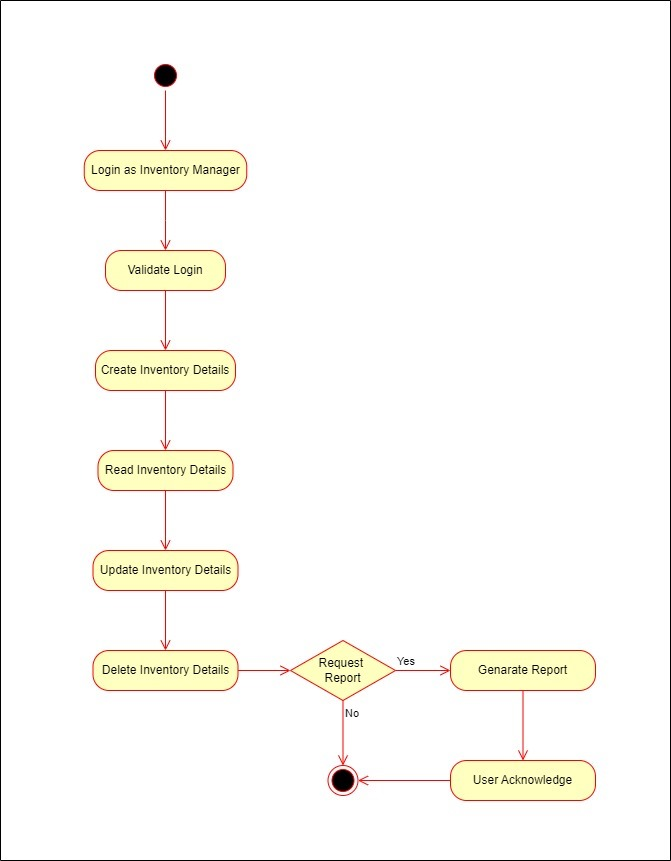 Login as Inventory Manager
Validate Login
Create Inventory Details
Read Inventory Details
Update Inventory Details
Delete Inventory Details
Request
Report
Yes
Genarate Report
No
User Acknowledge